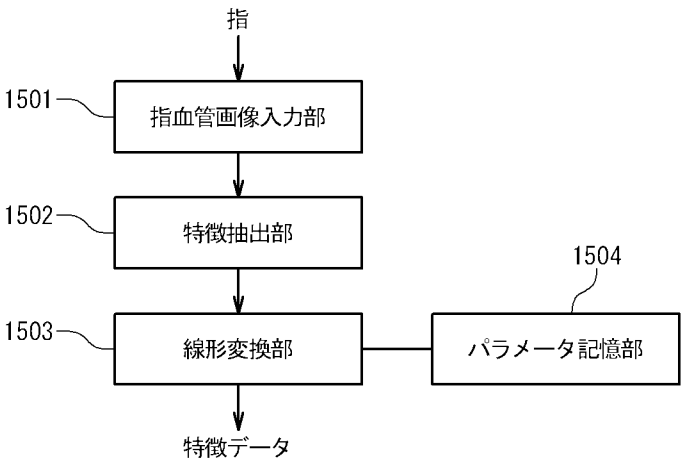 指
1501
指血管画像入力部
1502
特徴抽出部
1504
1503
線形変換部
パラメータ記憶部
特徴データ